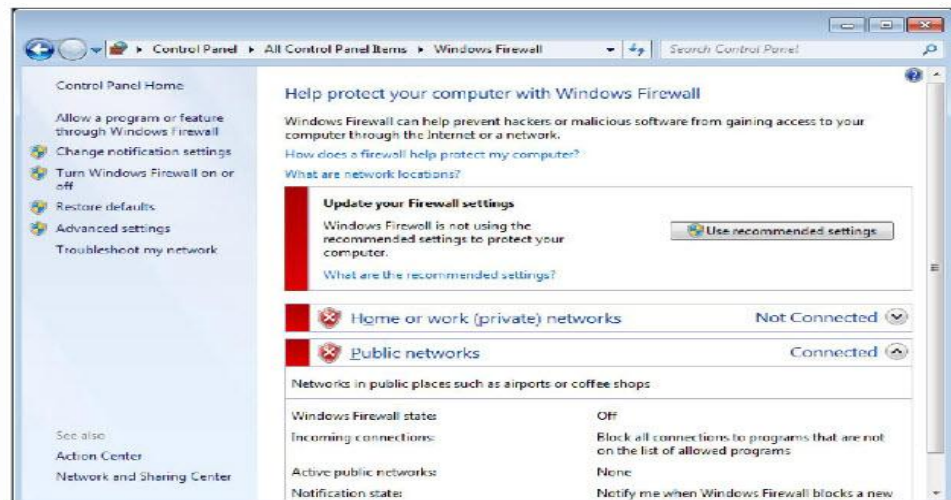 Control Panel ▸ All Control Panel Items ▸ Windows Firewall
Search Control Panel
Control Panel Home
Allow a program or feature
through Windows Firewall
Change notification settings
Turn Windows Firewall on or
off
Restore defaults
Advanced settings
Troubleshoot my network
See also
Action Center
Network and Sharing Center
Help protect your computer with Windows Firewall
Windows Firewall can help prevent hackers or malicious software from gaining access to your
computer through the Internet or a network.
How does a firewall help protect my computer?
What are network locations?
Update your Firewall settings
Windows Firewall is not using the
recommended settings to protect your
computer.
What are the recommended settings?
Use recommended settings
Home or work (private) networks Not Connected
Public networks Connected
Networks in public places such as airports or coffee shops
Windows Firewall state: Off
Incoming connections: Block all connections to programs that are not
on the list of allowed programs
Active public networks: None
Notification state: Notify me when Windows Firewall blocks a new